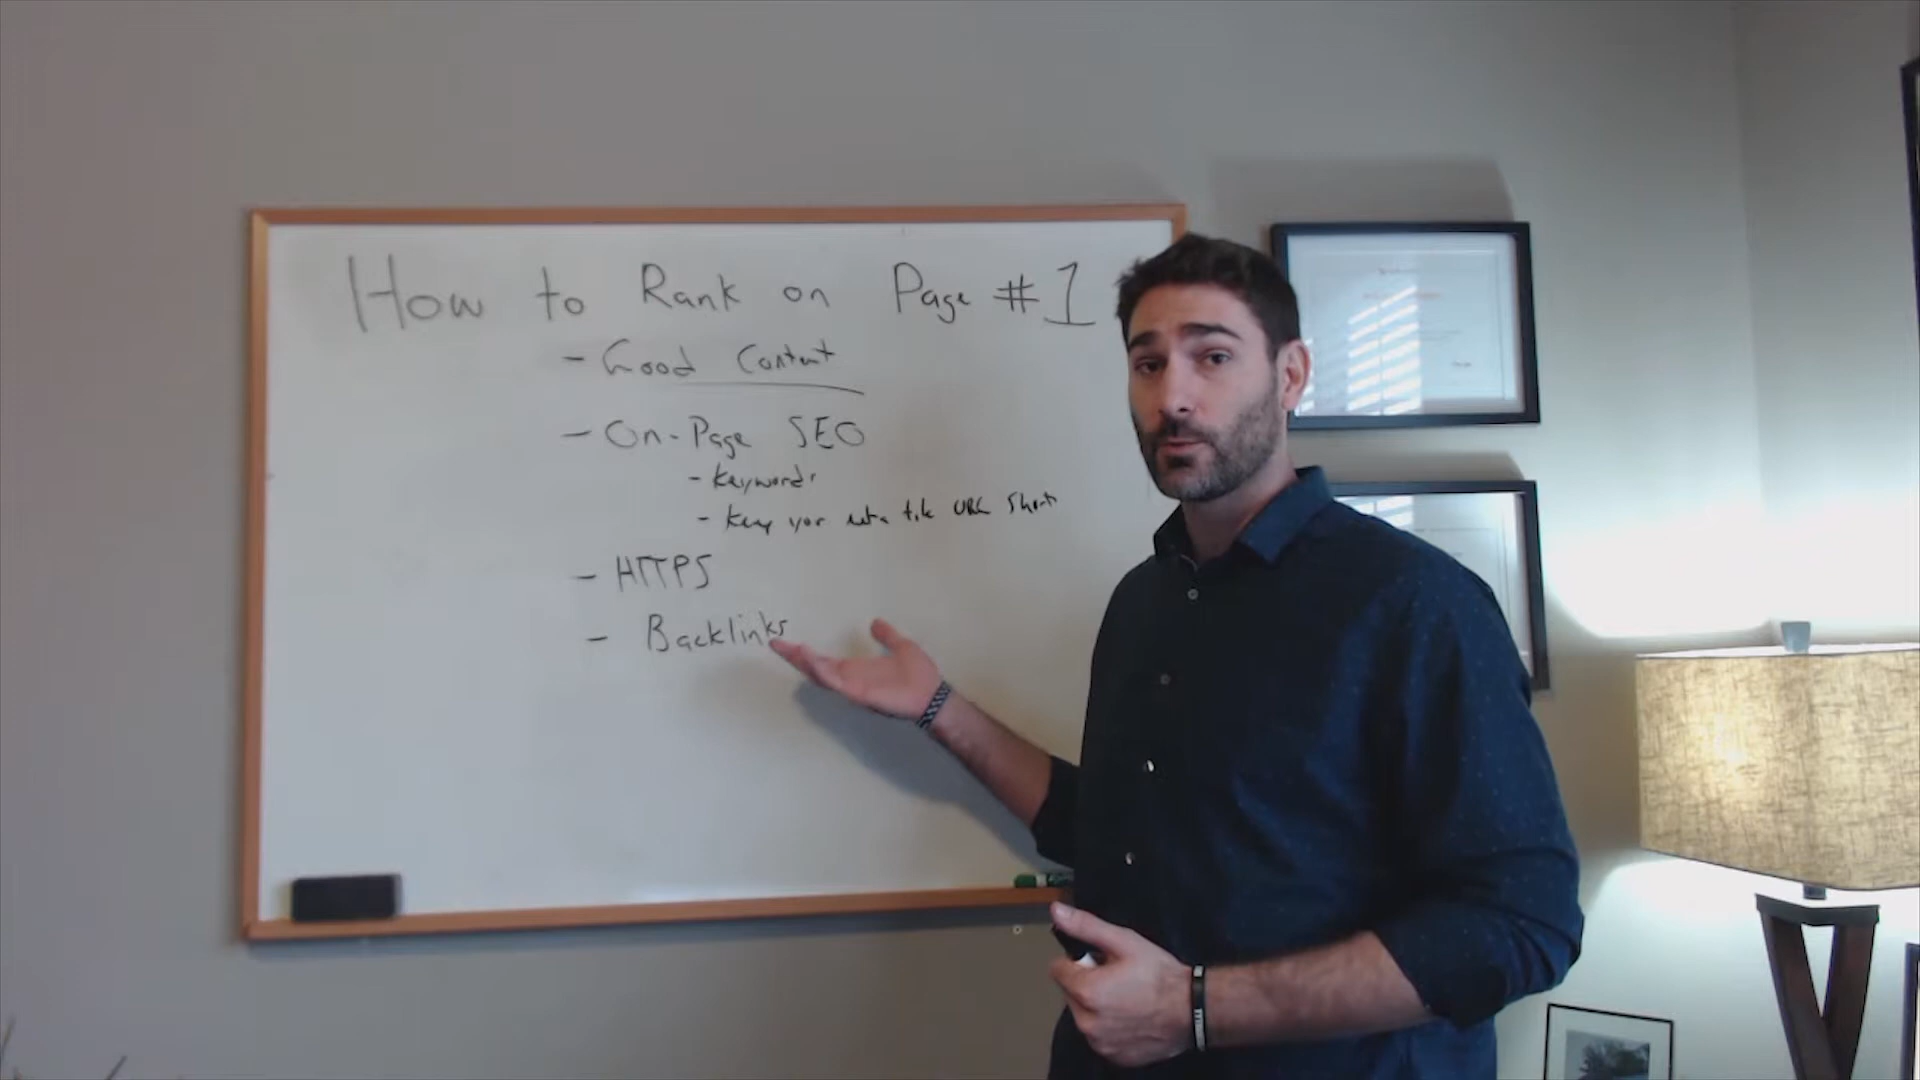 How to Rank on Page #1
- Good Content
- On-Page SEO
- Keywords
- Keep your meta title URL Short
- HTTPS
- Backlinks